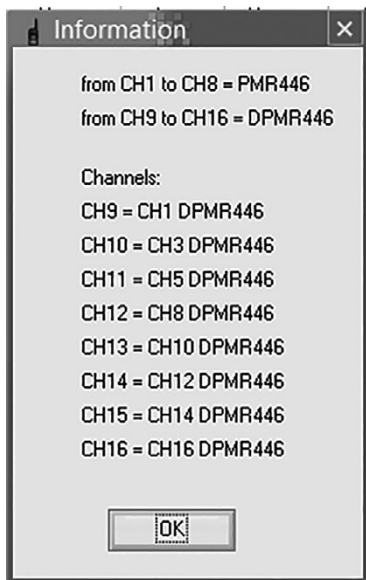 Information
from CH1 to CH8 = PMR446
from CH9 to CH16 = DPMR446
Channels:
CH9 = CH1 DPMR446
CH10 = CH3 DPMR446
CH11 = CH5 DPMR446
CH12 = CH8 DPMR446
CH13 = CH10 DPMR446
CH14 = CH12 DPMR446
CH15 = CH14 DPMR446
CH16 = CH16 DPMR446
OK